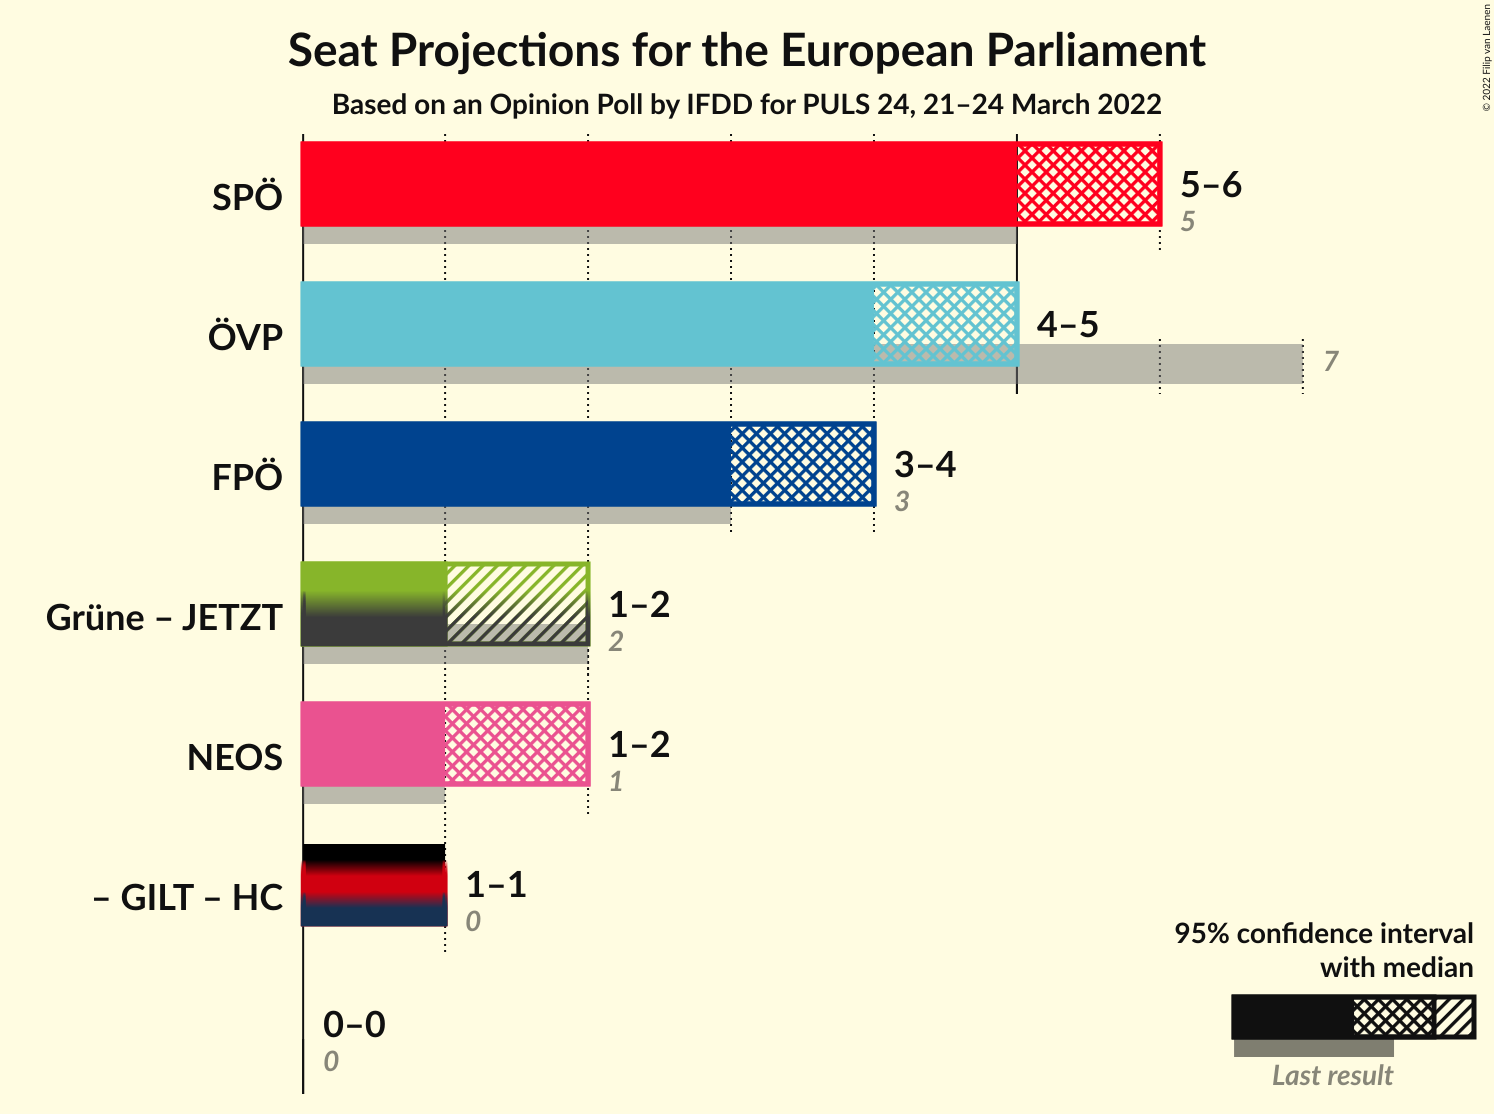 Seat Projections for the European Parliament
Based on an Opinion Poll by IFDD for PULS 24, 21–24 March 2022
© 2022 Filip van Laenen
SPÖ
5–6
5
ÖVP
4–5
7
FPÖ
3–4
3
Grüne – JETZT
1–2
2
NEOS
1–2
1
– GILT – HC
1–1
0
0–0
0
95% confidence interval
with median
Last result